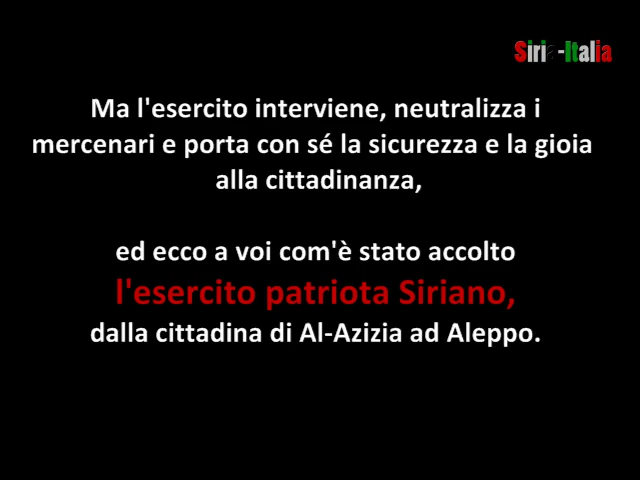 Siria-Italia
Ma l'esercito interviene, neutralizza i
mercenari e porta con sé la sicurezza e la gioia
alla cittadinanza,
ed ecco a voi com'è stato accolto
l'esercito patriota Siriano,
dalla cittadina di Al-Azizia ad Aleppo.